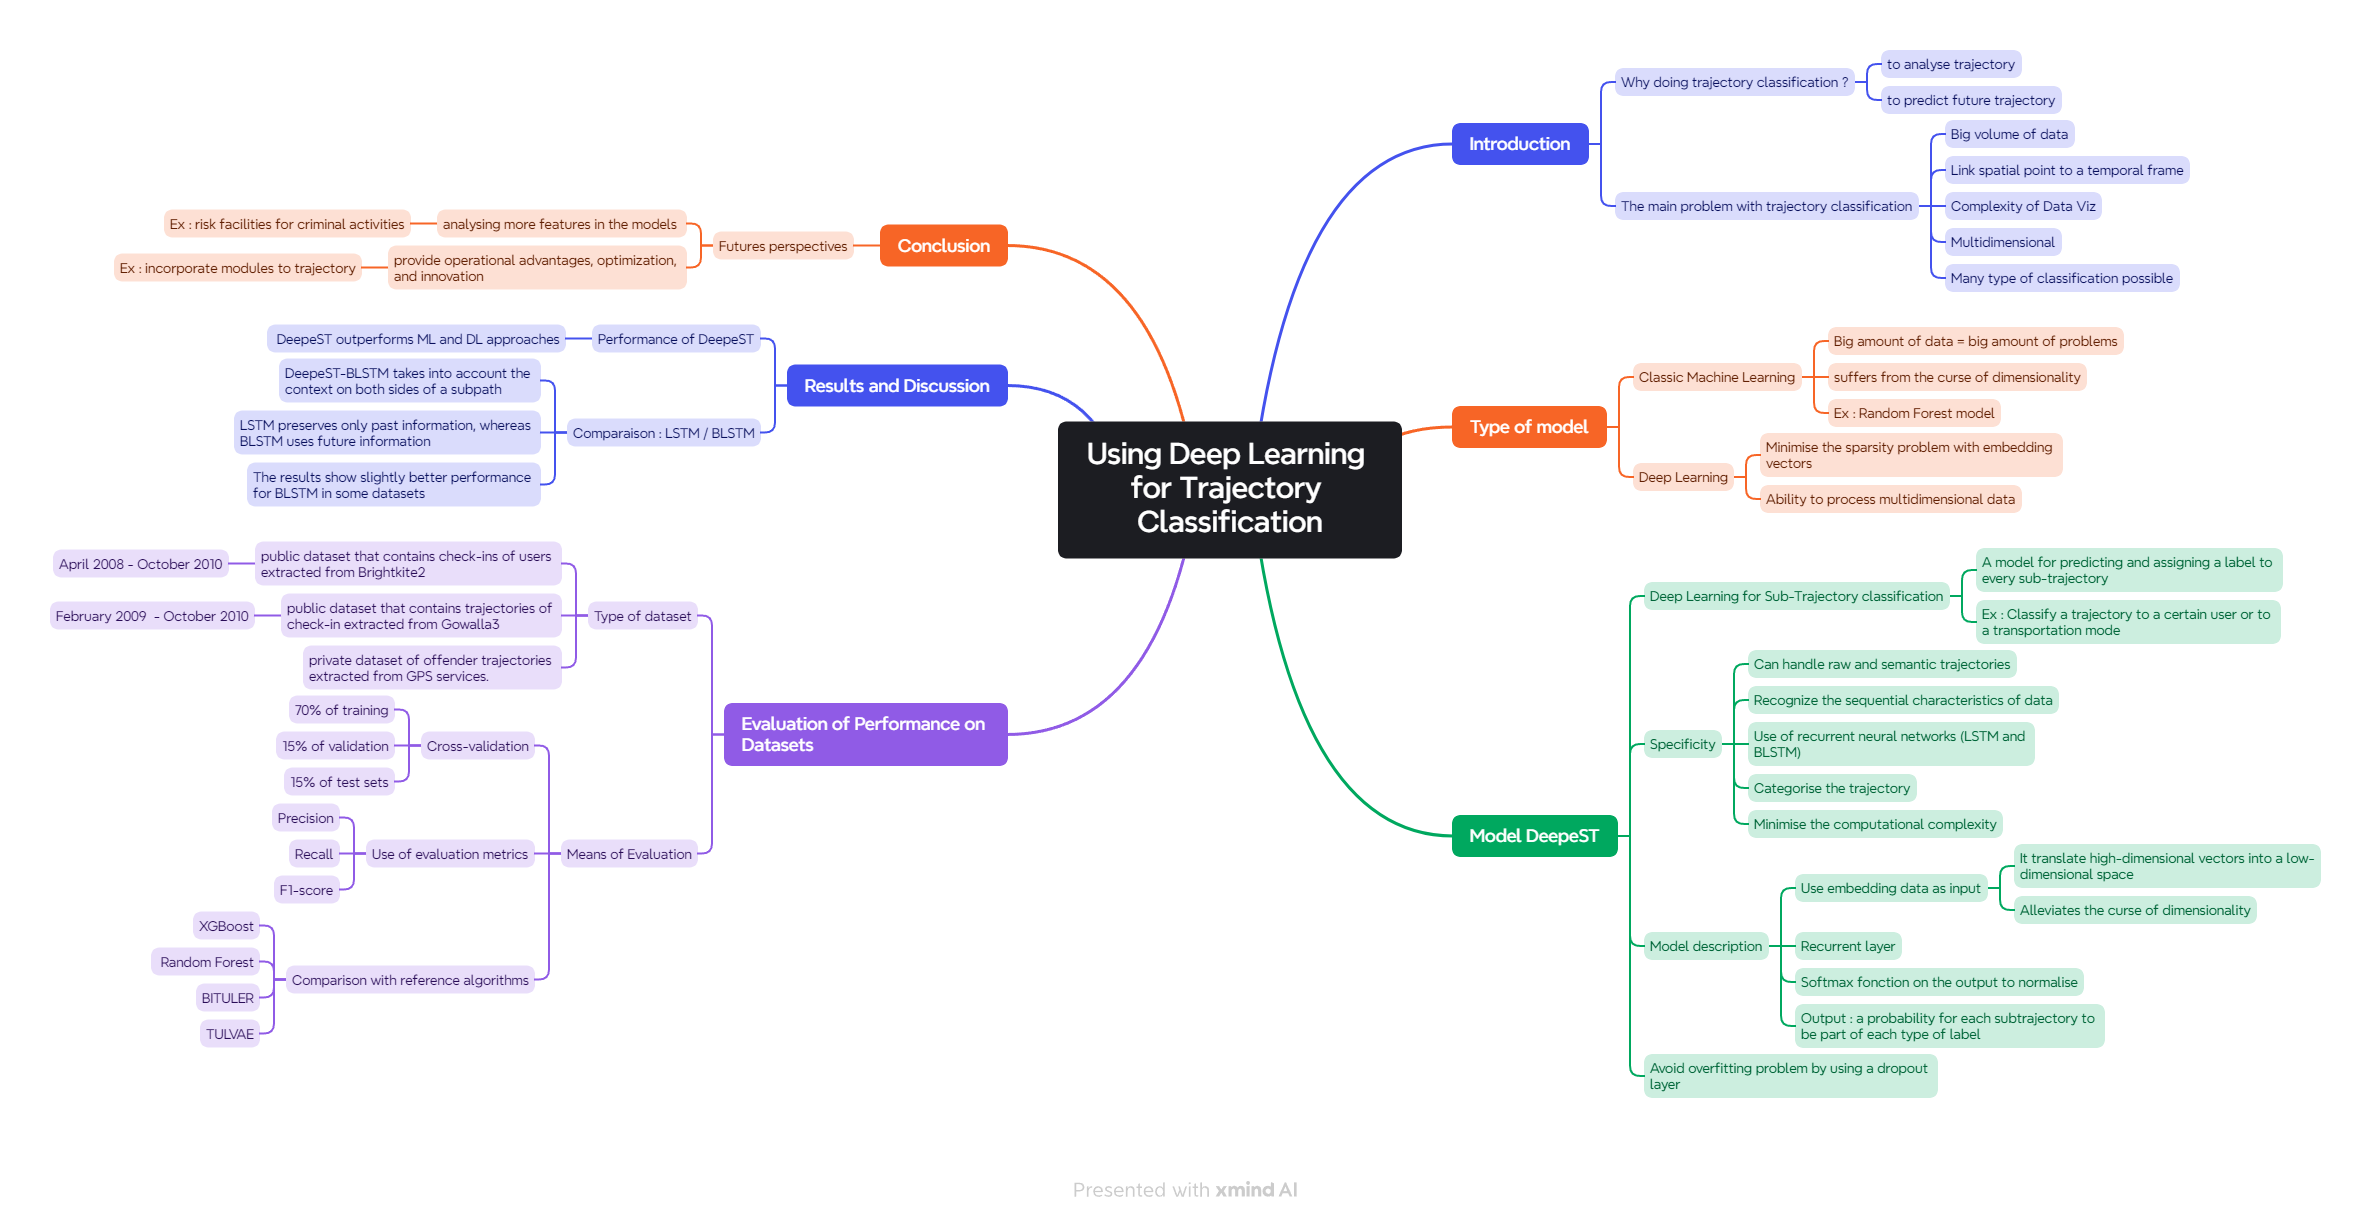 Using Deep Learning
for Trajectory
Classification
Introduction
Why doing trajectory classification ?
to analyse trajectory
to predict future trajectory
The main problem with trajectory classification
Big volume of data
Link spatial point to a temporal frame
Complexity of Data Viz
Multidimensional
Many type of classification possible
Type of model
Classic Machine Learning
Big amount of data = big amount of problems
suffers from the curse of dimensionality
Ex : Random Forest model
Deep Learning
Minimise the sparsity problem with embedding
vectors
Ability to process multidimensional data
Model DeepeST
Deep Learning for Sub-Trajectory classification
A model for predicting and assigning a label to
every sub-trajectory
Ex : Classify a trajectory to a certain user or to
a transportation mode
Specificity
Can handle raw and semantic trajectories
Recognize the sequential characteristics of data
Use of recurrent neural networks (LSTM and
BLSTM)
Categorise the trajectory
Minimise the computational complexity
Model description
Use embedding data as input
It translate high-dimensional vectors into a low-
dimensional space
Alleviates the curse of dimensionality
Recurrent layer
Softmax fonction on the output to normalise
Output : a probability for each subtrajectory to
be part of each type of label
Avoid overfitting problem by using a dropout
layer
Evaluation of Performance on
Datasets
Type of dataset
public dataset that contains check-ins of users
extracted from Brightkite2
April 2008 - October 2010
public dataset that contains trajectories of
check-in extracted from Gowalla3
February 2009 - October 2010
private dataset of offender trajectories
extracted from GPS services.
Means of Evaluation
Cross-validation
70% of training
15% of validation
15% of test sets
Use of evaluation metrics
Precision
Recall
F1-score
Comparison with reference algorithms
XGBoost
Random Forest
BITULER
TULVAE
Results and Discussion
Performance of DeepeST
DeepeST outperforms ML and DL approaches
Comparaison : LSTM / BLSTM
DeepeST-BLSTM takes into account the
context on both sides of a subpath
LSTM preserves only past information, whereas
BLSTM uses future information
The results show slightly better performance
for BLSTM in some datasets
Conclusion
Futures perspectives
analysing more features in the models
Ex : risk facilities for criminal activities
provide operational advantages, optimization,
and innovation
Ex : incorporate modules to trajectory
Presented with xmind AI